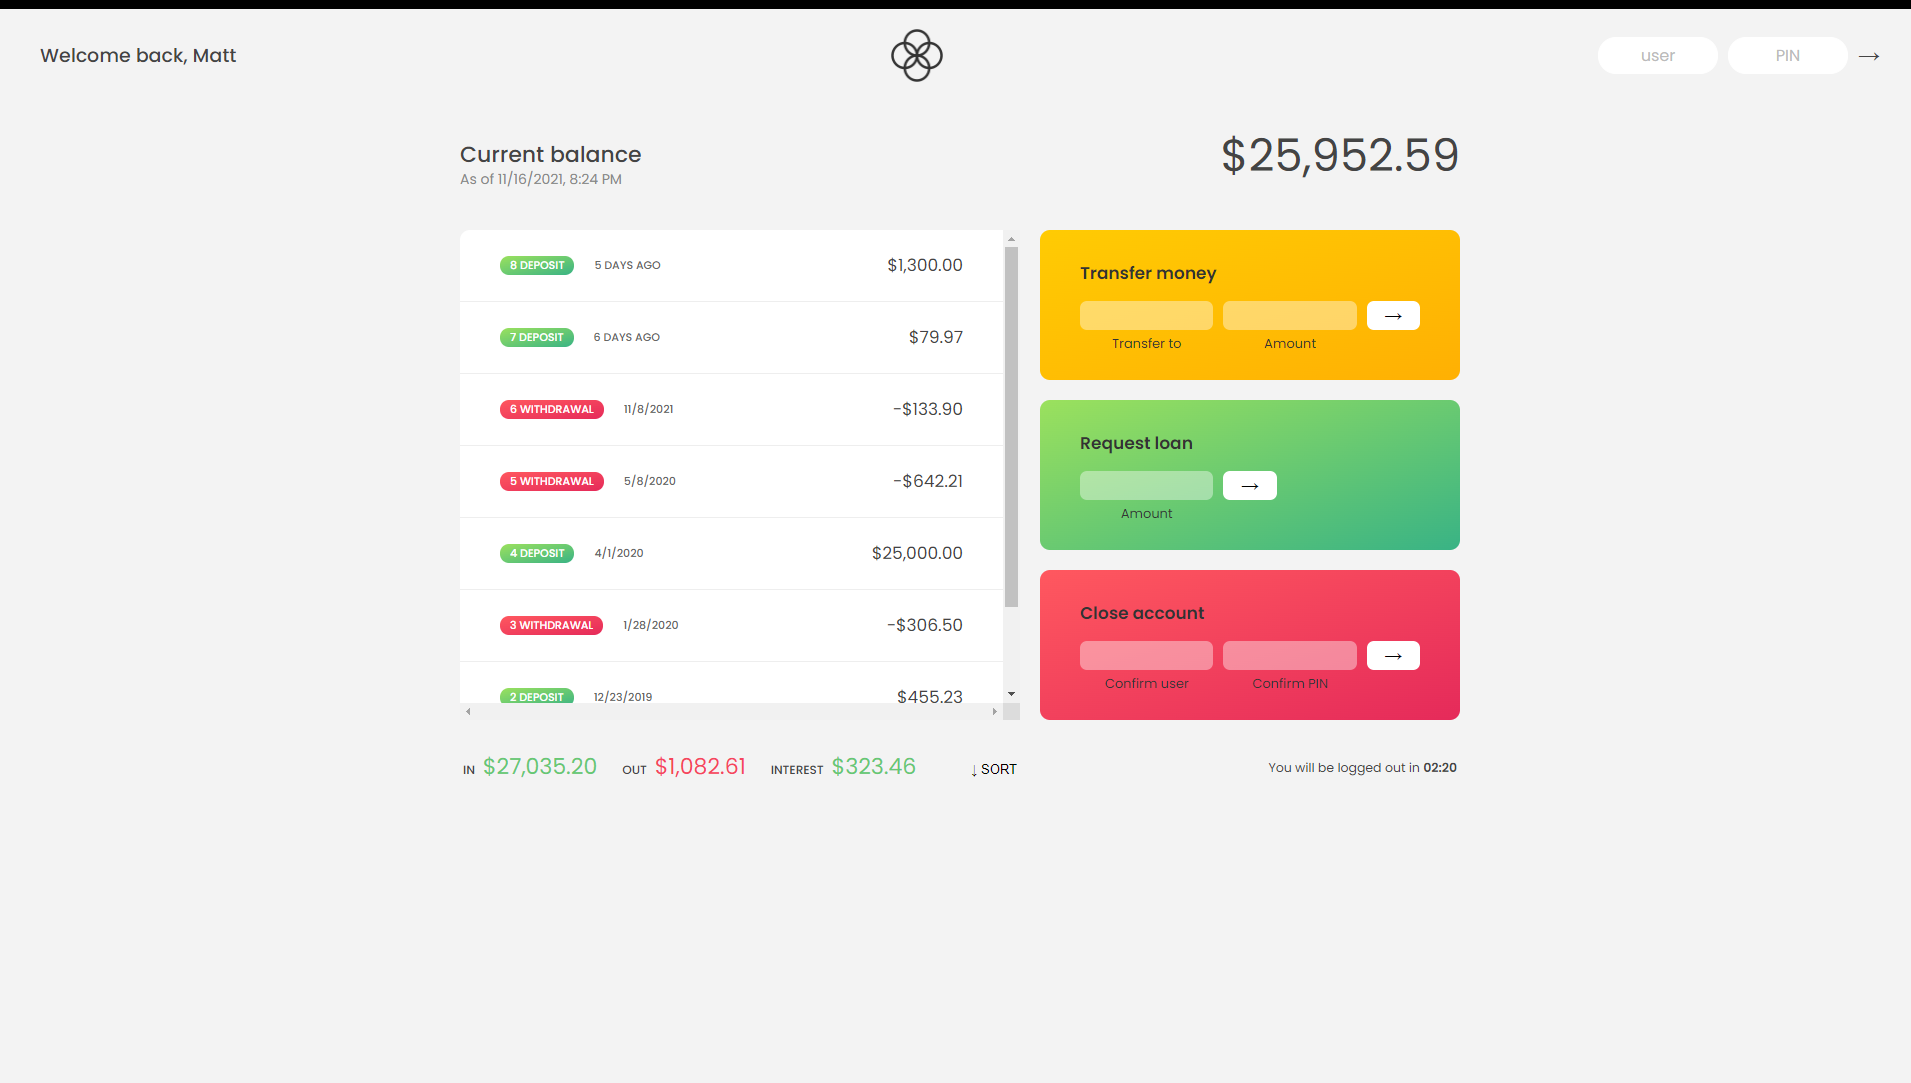 Welcome back, Matt
user
PIN
→
Current balance
As of 11/16/2021, 8:24 PM
$25,952.59
8 DEPOSIT 5 DAYS AGO $1,300.00
7 DEPOSIT 6 DAYS AGO $79.97
6 WITHDRAWAL 11/8/2021 -$133.90
5 WITHDRAWAL 5/8/2020 -$642.21
4 DEPOSIT 4/1/2020 $25,000.00
3 WITHDRAWAL 1/28/2020 -$306.50
2 DEPOSIT 12/23/2019 $455.23
Transfer money
→
Transfer to Amount
Request loan
→
Amount
Close account
→
Confirm user Confirm PIN
IN $27,035.20 OUT $1,082.61 INTEREST $323.46 ↓ SORT
You will be logged out in 02:20